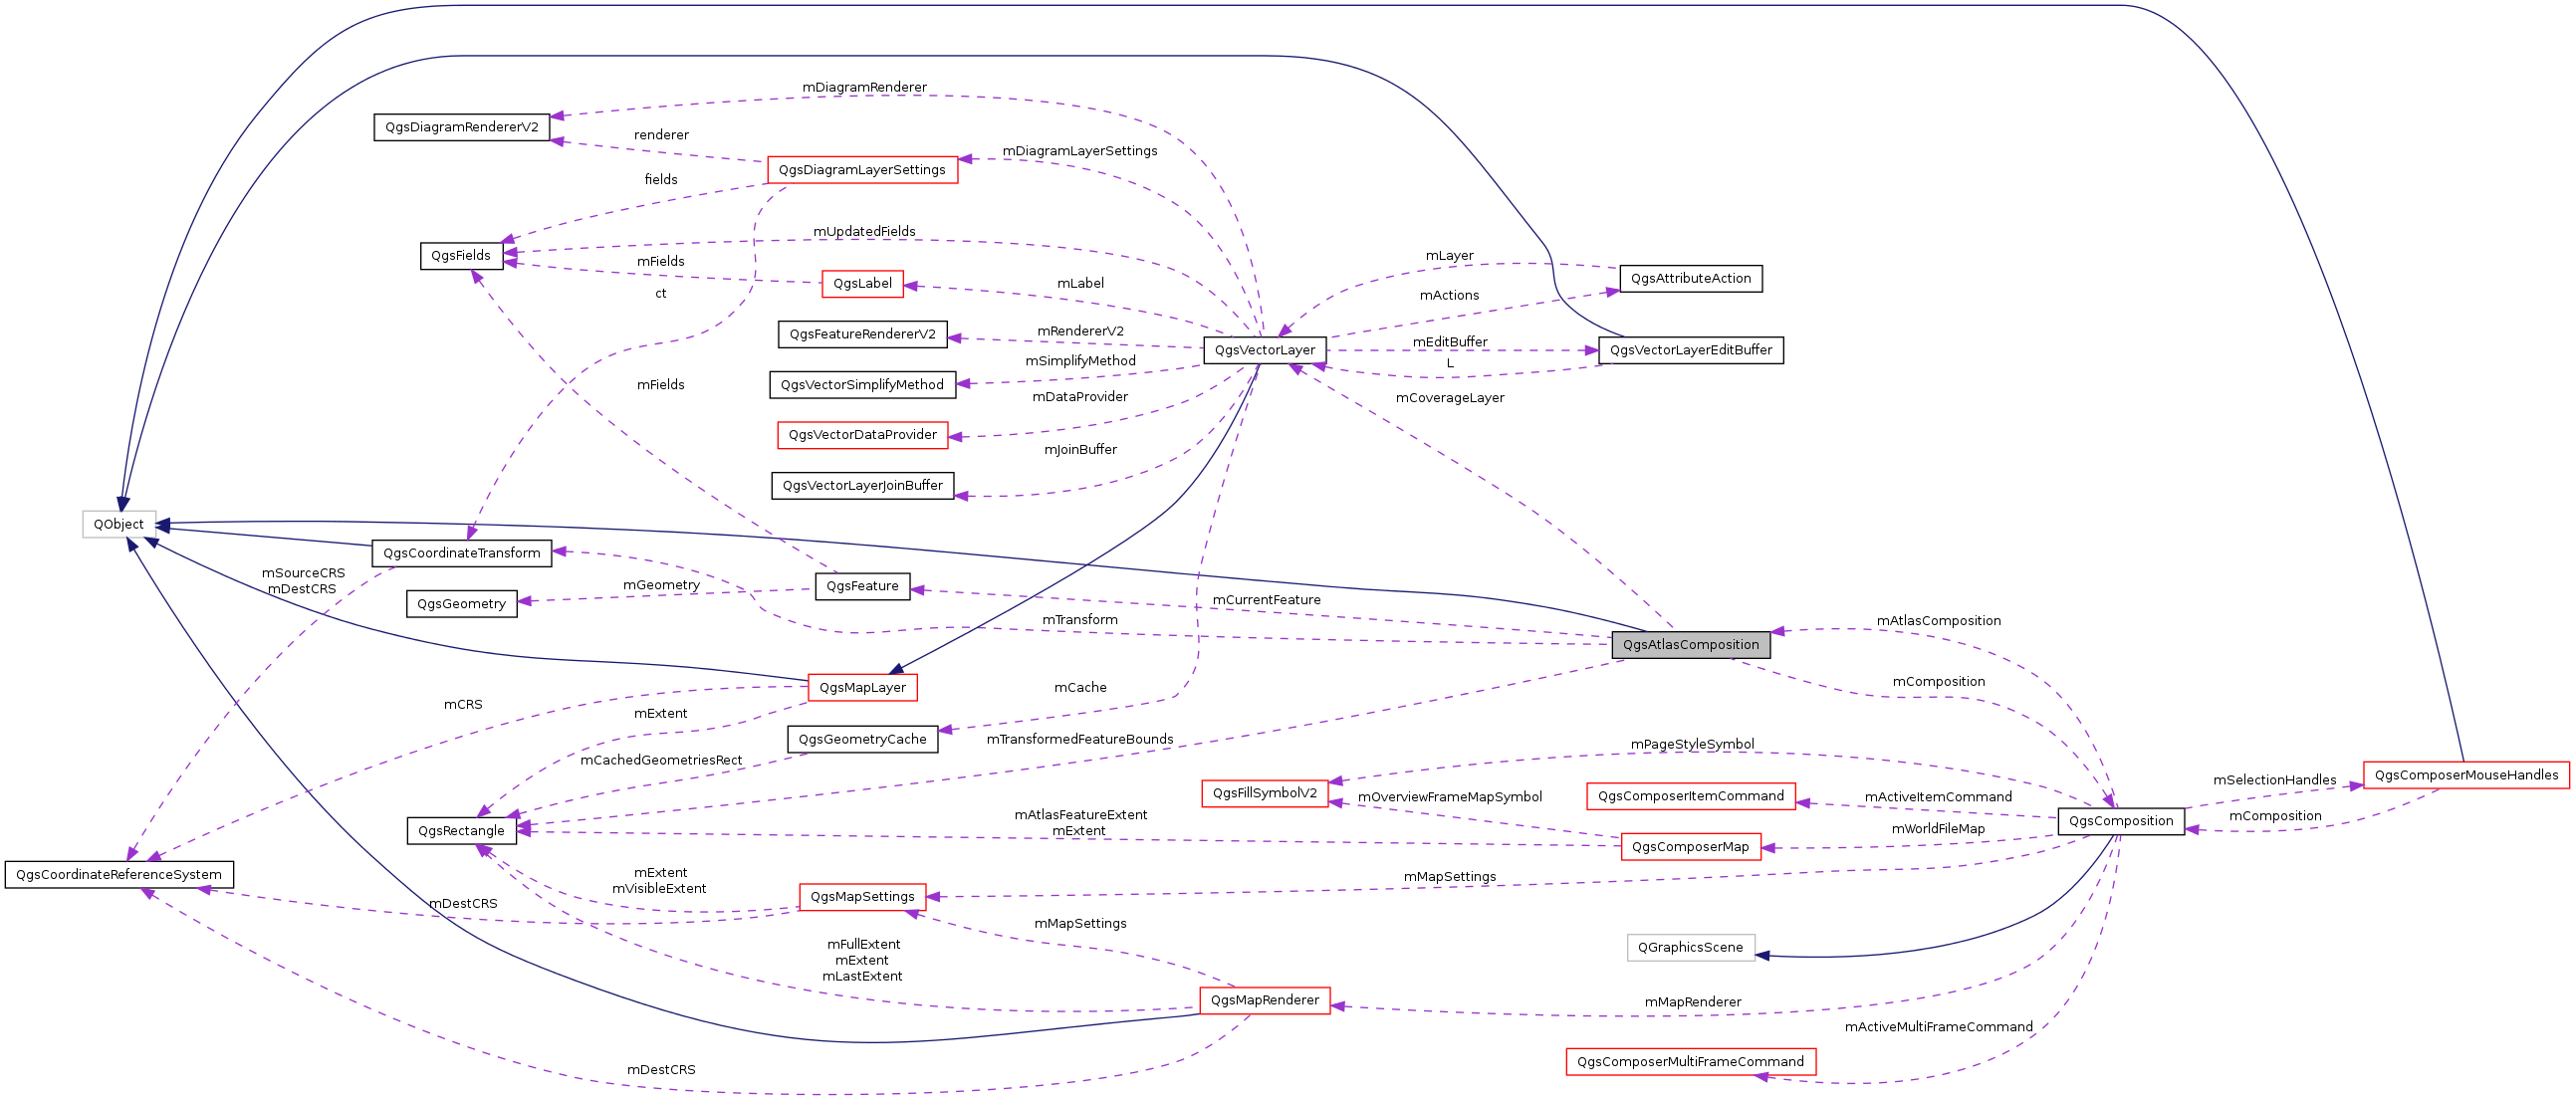 mDiagramRenderer
QgsDiagramRendererV2
renderer
mDiagramLayerSettings
QgsDiagramLayerSettings
fields
mUpdatedFields
QgsFields
mLayer
mFields
QgsAttributeAction
QgsLabel
mLabel
ct
mActions
mRendererV2
QgsFeatureRendererV2
mEditBuffer
QgsVectorLayer
QgsVectorLayerEditBuffer
mSimplifyMethod
L
mFields
QgsVectorSimplifyMethod
mDataProvider
mCoverageLayer
QgsVectorDataProvider
mJoinBuffer
QgsVectorLayerJoinBuffer
QObject
QgsCoordinateTransform
mSourceCRS
mDestCRS
mGeometry
QgsFeature
QgsGeometry
mCurrentFeature
mTransform
mAtlasComposition
QgsAtlasComposition
mComposition
QgsMapLayer
mCache
mCRS
mExtent
QgsGeometryCache
mTransformedFeatureBounds
mPageStyleSymbol
mCachedGeometriesRect
QgsComposerMouseHandles
mSelectionHandles
QgsFillSymbolV2
mOverviewFrameMapSymbol
QgsComposerItemCommand
mActiveItemCommand
mAtlasFeatureExtent
mExtent
mComposition
QgsComposition
QgsRectangle
mWorldFileMap
QgsComposerMap
QgsCoordinateReferenceSystem
mExtent
mVisibleExtent
mMapSettings
QgsMapSettings
mDestCRS
mMapSettings
mFullExtent
mExtent
mLastExtent
QGraphicsScene
QgsMapRenderer
mMapRenderer
mActiveMultiFrameCommand
QgsComposerMultiFrameCommand
mDestCRS